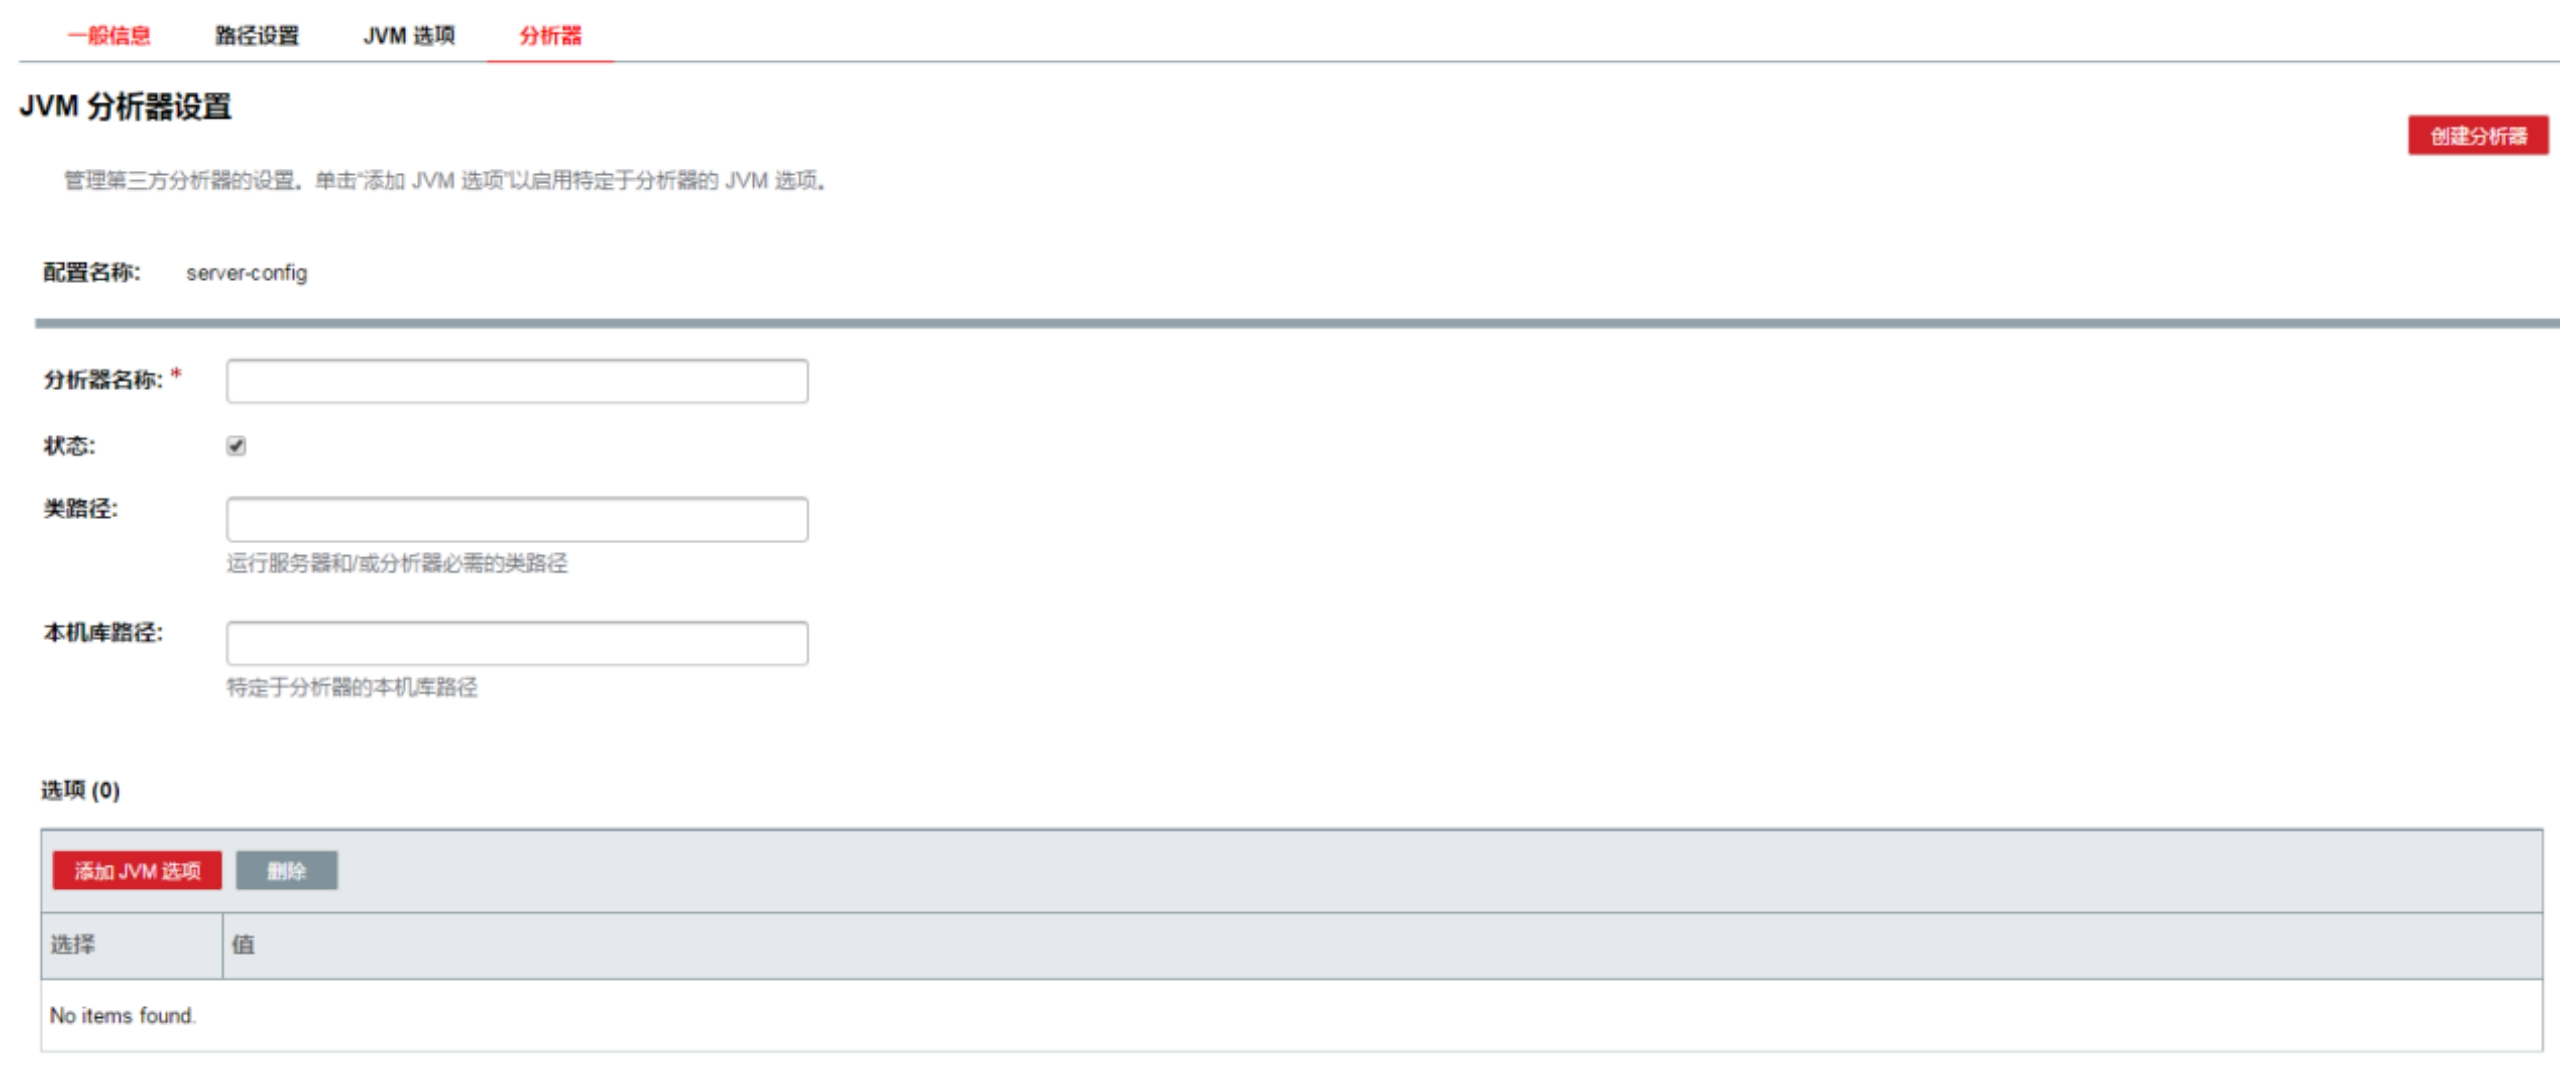 一般信息 路径设置 JVM 选项 分析器
JVM 分析器设置
创建分析器
管理第三方分析器的设置。单击“添加 JVM 选项”以启用特定于分析器的 JVM 选项。
配置名称: server-config
分析器名称: *
状态:
类路径:
运行服务器和/或分析器必需的类路径
本机库路径:
特定于分析器的本机库路径
选项 (0)
添加 JVM 选项 删除
选择 值
No items found.